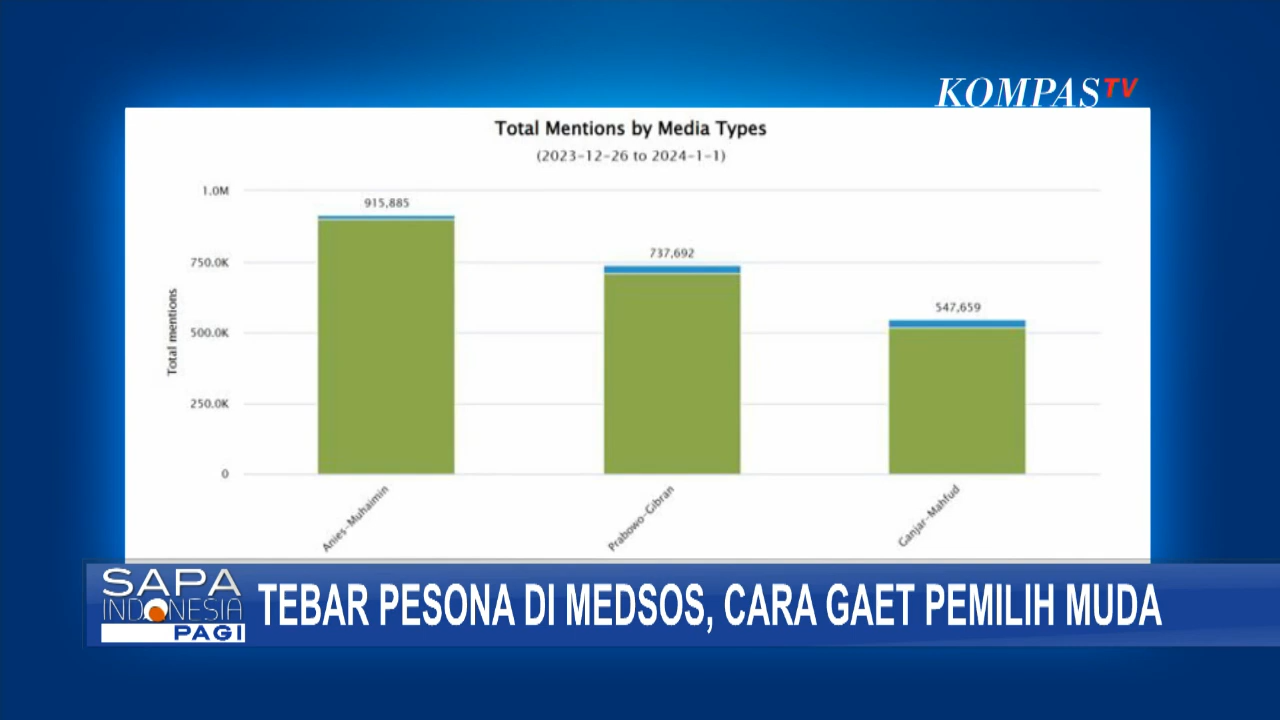 KOMPASTV
Total Mentions by Media Types
(2023-12-26 to 2024-1-1)
1.0M
915,885
750.0K
737,692
547,659
500.0K
250.0K
0
Total mentions
Anies-Muhaimin
Prabowo-Gibran
Ganjar-Mahfud
SAPA
INDONESIA
PAGI
TEBAR PESONA DI MEDSOS, CARA GAET PEMILIH MUDA